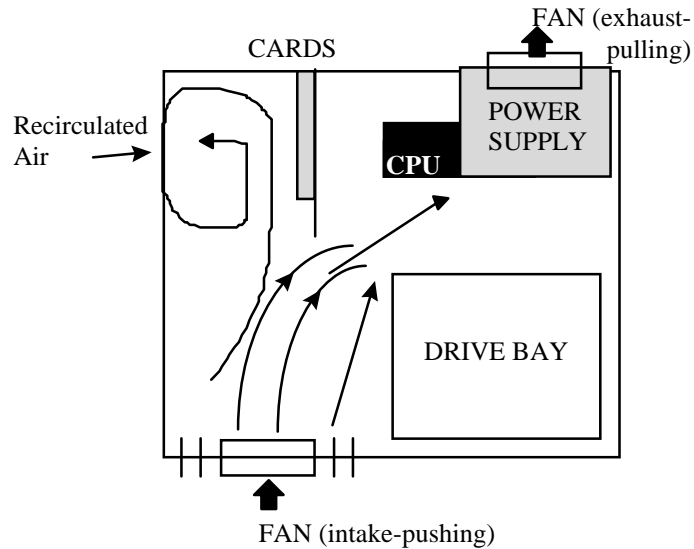 FAN (exhaust-
pulling)
CARDS
POWER
SUPPLY
Recirculated
Air
CPU
DRIVE BAY
FAN (intake-pushing)